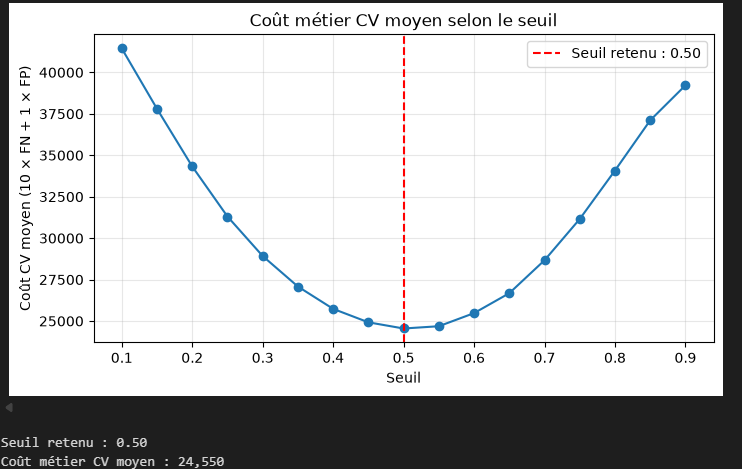 Coût métier CV moyen selon le seuil
Seuil retenu : 0.50
Coût CV moyen (10 × FN + 1 × FP)
40000
37500
35000
32500
30000
27500
25000
0.1 0.2 0.3 0.4 0.5 0.6 0.7 0.8 0.9
Seuil
Seuil retenu : 0.50
Coût métier CV moyen : 24,550